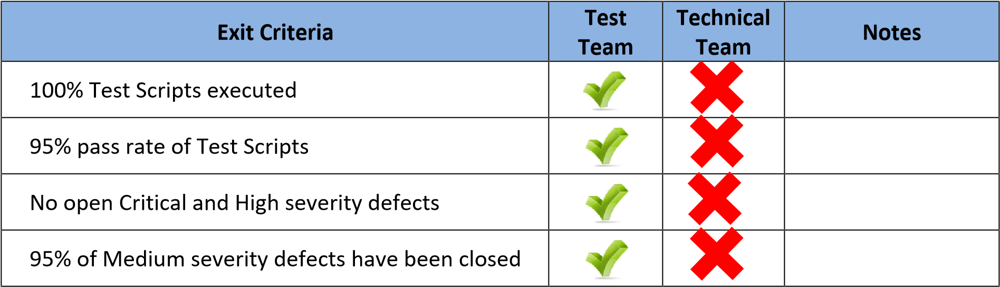 Exit Criteria
Test
Team
Technical
Team
Notes
100% Test Scripts executed
95% pass rate of Test Scripts
No open Critical and High severity defects
95% of Medium severity defects have been closed